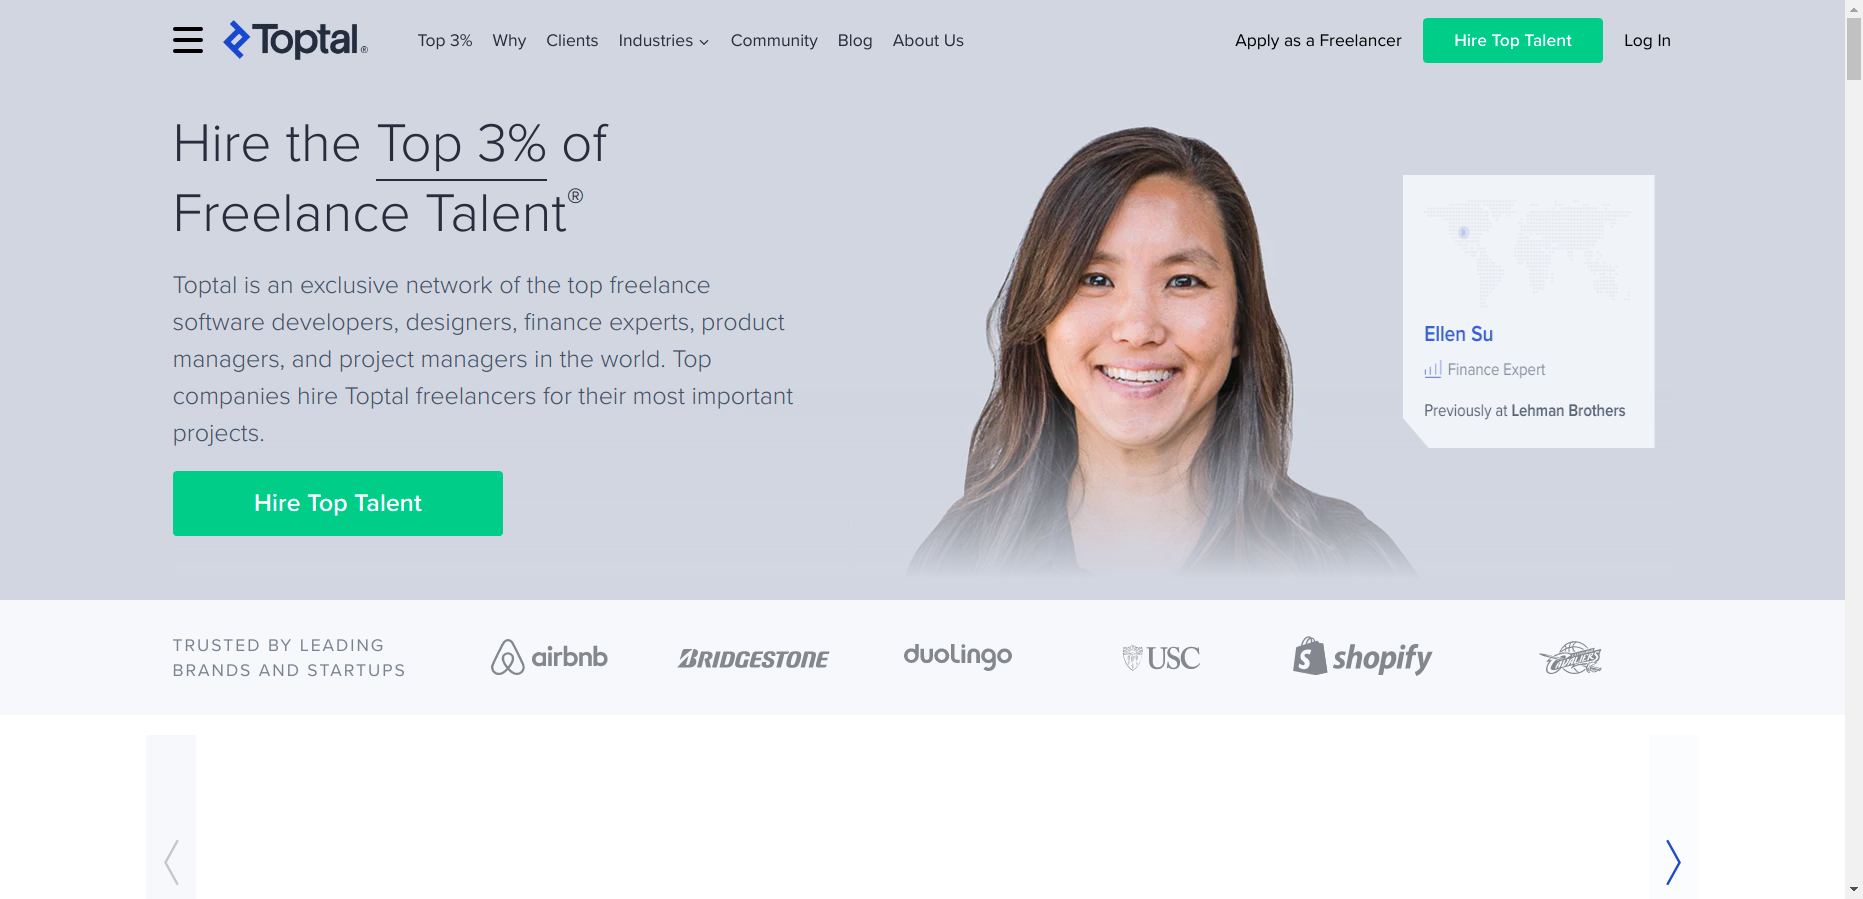 Toptal®
Top 3%
Why
Clients
Industries
Community
Blog
About Us
Apply as a Freelancer
Hire Top Talent
Log In
Hire the Top 3% of
Freelance Talent®
Toptal is an exclusive network of the top freelance
software developers, designers, finance experts, product
managers, and project managers in the world. Top
companies hire Toptal freelancers for their most important
projects.
Hire Top Talent
Ellen Su
Finance Expert
Previously at Lehman Brothers
TRUSTED BY LEADING
BRANDS AND STARTUPS
airbnb
BRIDGESTONE
duolingo
USC
shopify
CAVALIERS